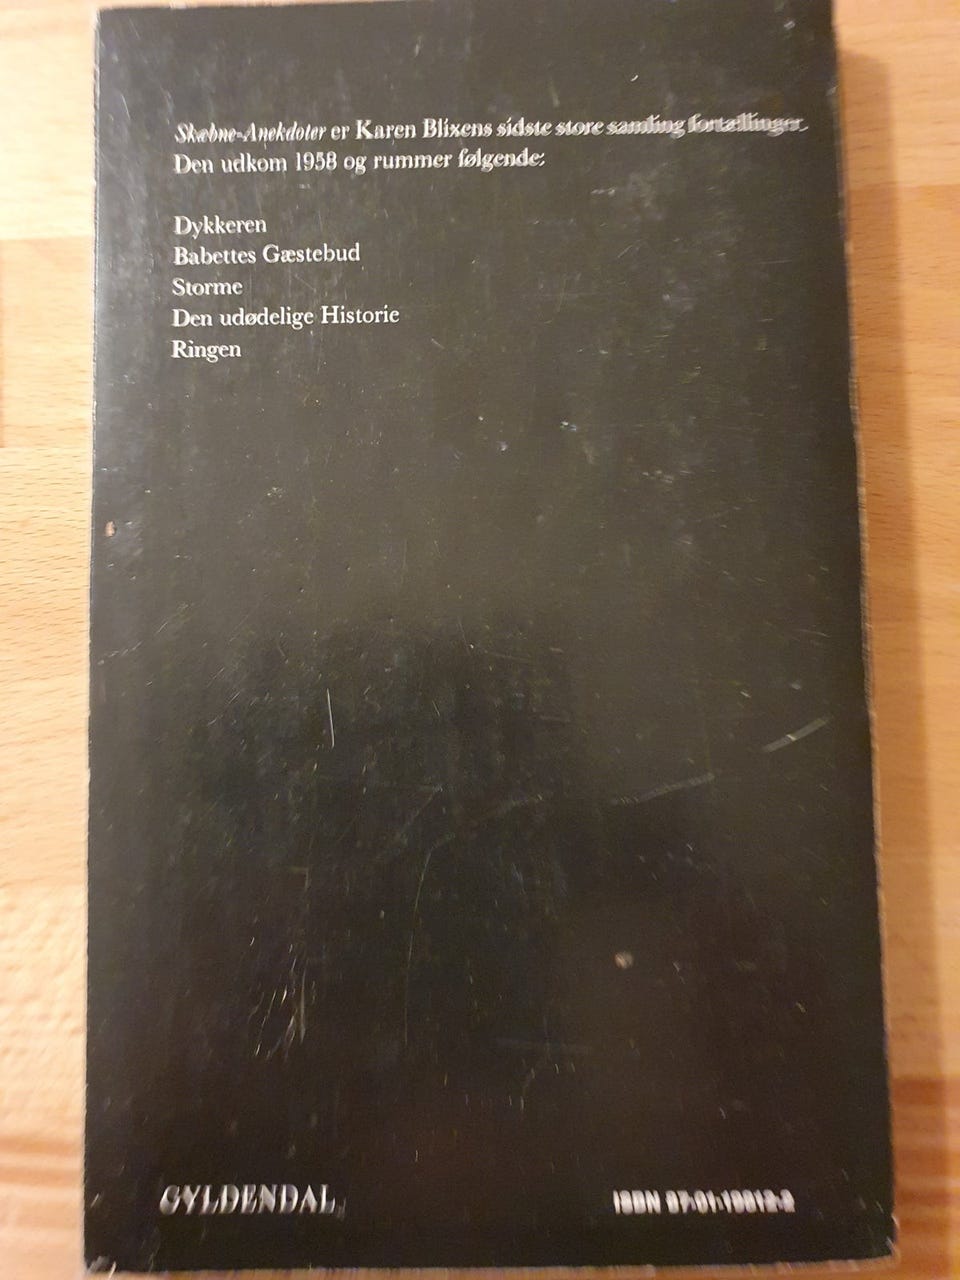 Skæbne-Anekdoter er Karen Blixens sidste store samling fortællinger.
Den udkom 1958 og rummer følgende:
Dykkeren
Babettes Gæstebud
Storme
Den udødelige Historie
Ringen
GYLDENDAL
ISBN